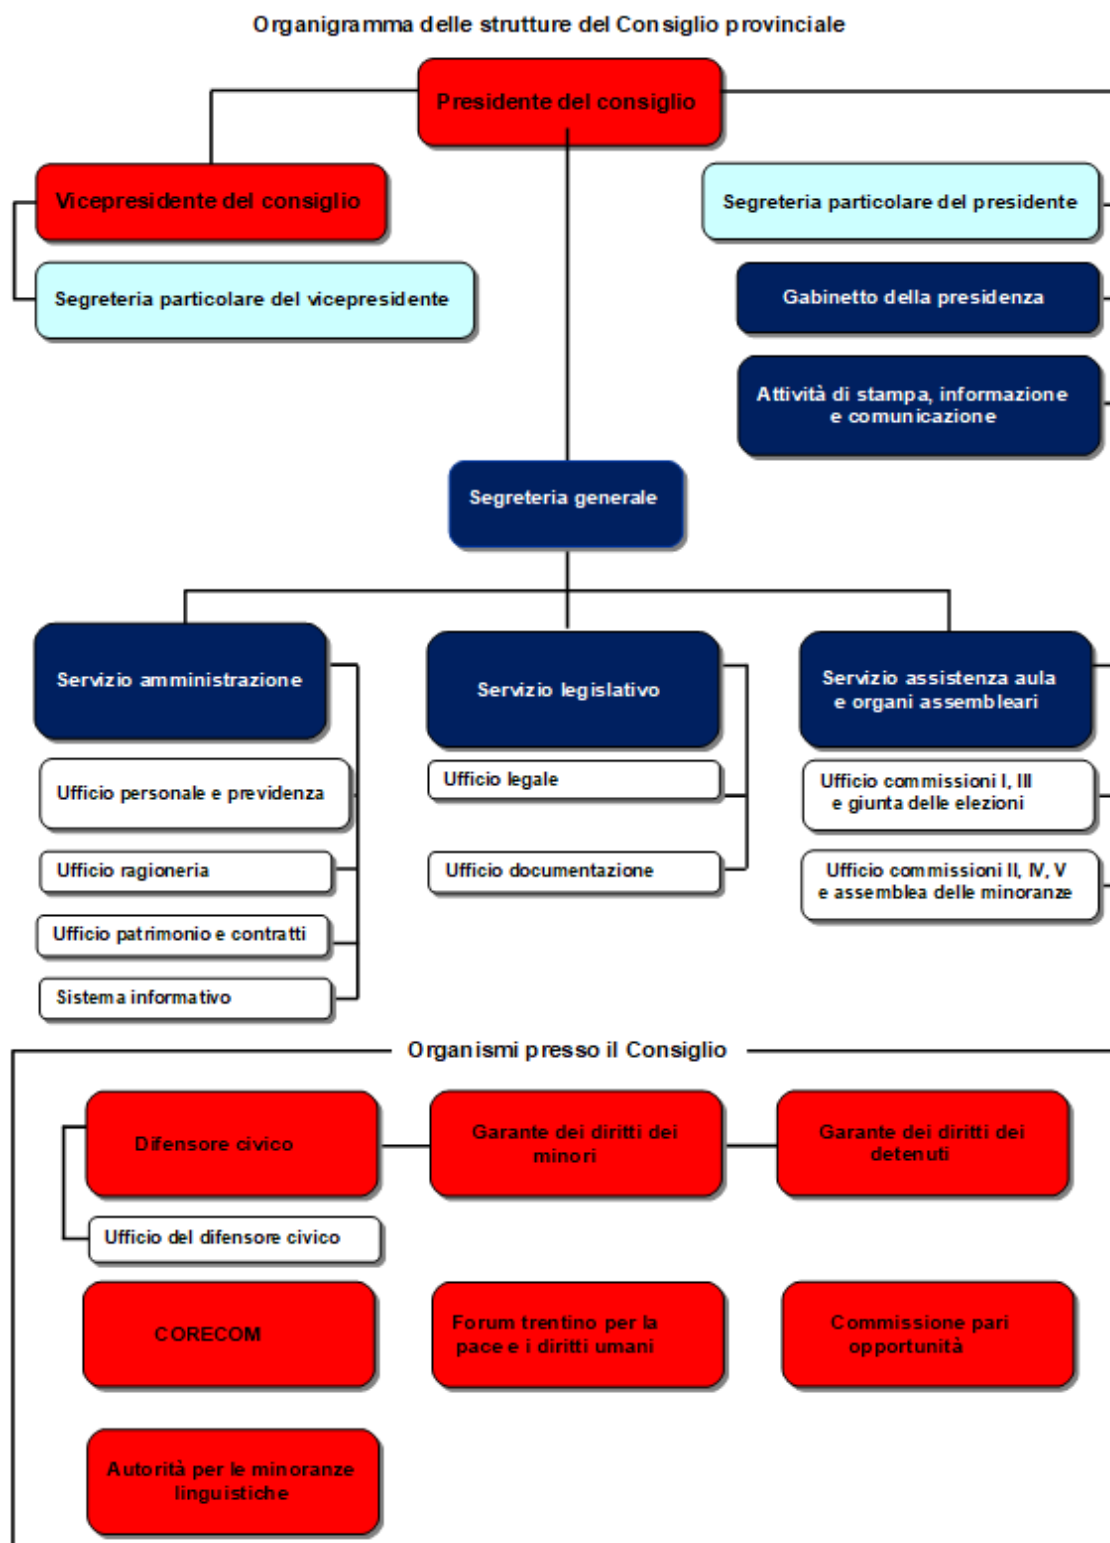 Organigramma delle strutture del Consiglio provinciale
Presidente del consiglio
Vicepresidente del consiglio
Segreteria particolare del presidente
Segreteria particolare del vicepresidente
Gabinetto della presidenza
Attività di stampa, informazione
e comunicazione
Segreteria generale
Servizio amministrazione
Servizio legislativo
Servizio assistenza aula
e organi assembleari
Ufficio personale e previdenza
Ufficio ragioneria
Ufficio patrimonio e contratti
Sistema informativo
Ufficio legale
Ufficio documentazione
Ufficio commissioni I, III
e giunta delle elezioni
Ufficio commissioni II, IV, V
e assemblea delle minoranze
Organismi presso il Consiglio
Difensore civico
Garante dei diritti dei
minori
Garante dei diritti dei
detenuti
Ufficio del difensore civico
CORECOM
Forum trentino per la
pace e i diritti umani
Commissione pari
opportunità
Autorità per le minoranze
linguistiche